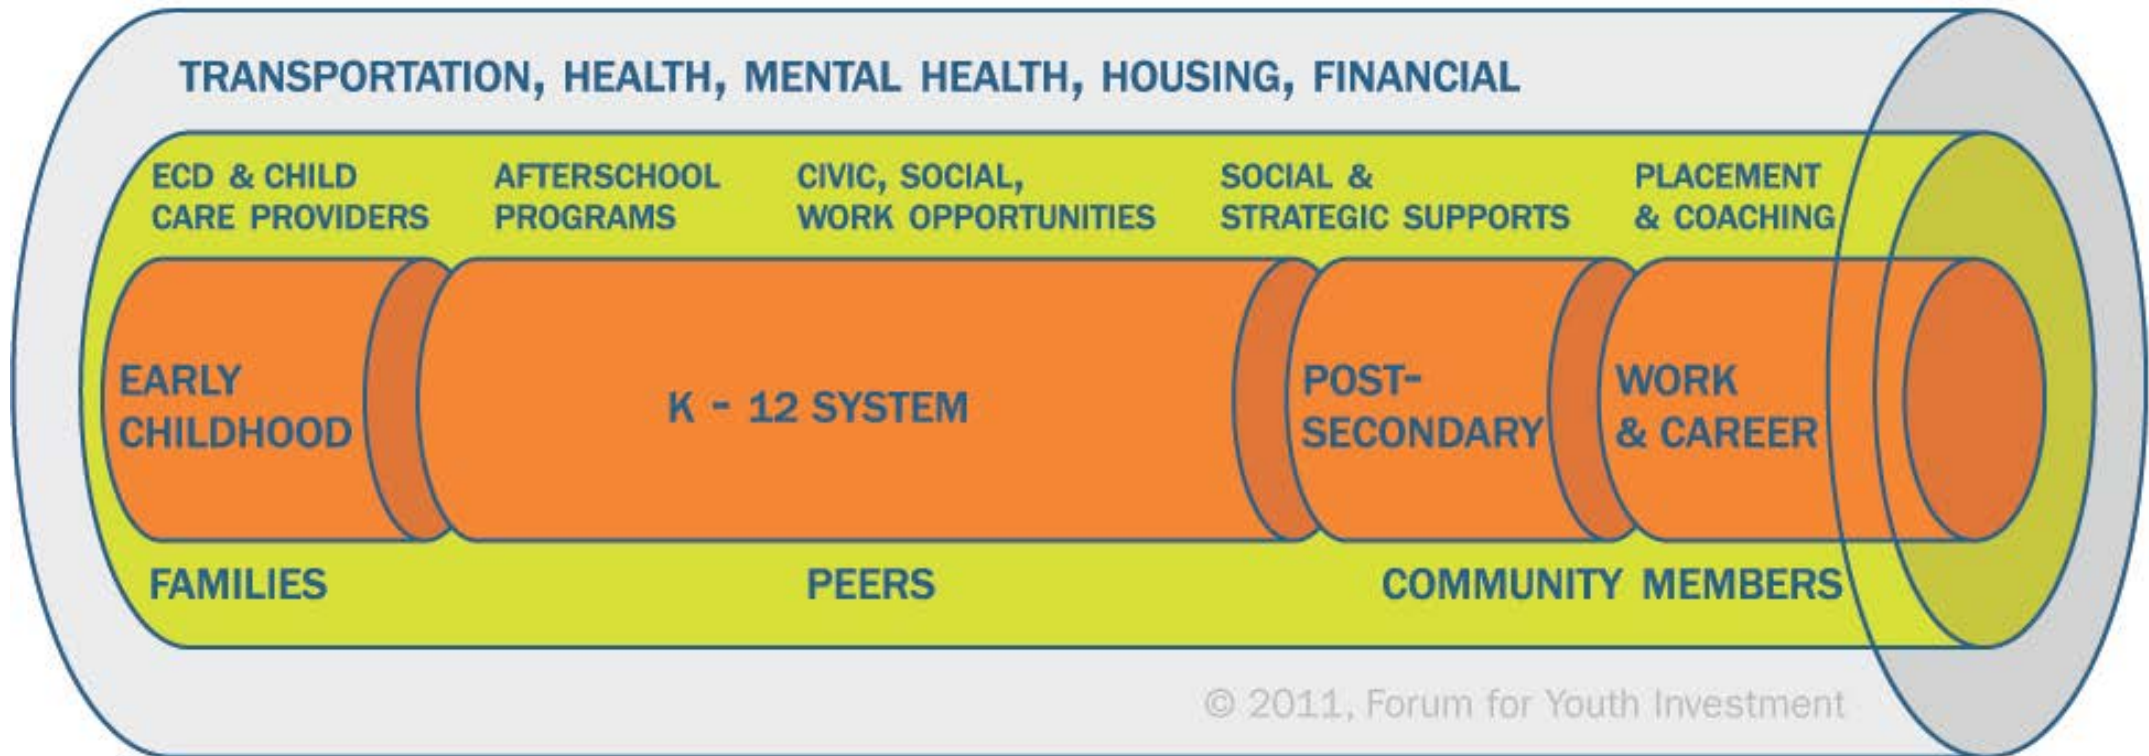 TRANSPORTATION, HEALTH, MENTAL HEALTH, HOUSING, FINANCIAL
ECD & CHILD
CARE PROVIDERS
AFTERSCHOOL
PROGRAMS
CIVIC, SOCIAL,
WORK OPPORTUNITIES
SOCIAL &
STRATEGIC SUPPORTS
PLACEMENT
& COACHING
EARLY
CHILDHOOD
K - 12 SYSTEM
POST-
SECONDARY
WORK
& CAREER
FAMILIES
PEERS
COMMUNITY MEMBERS
© 2011, Forum for Youth Investment